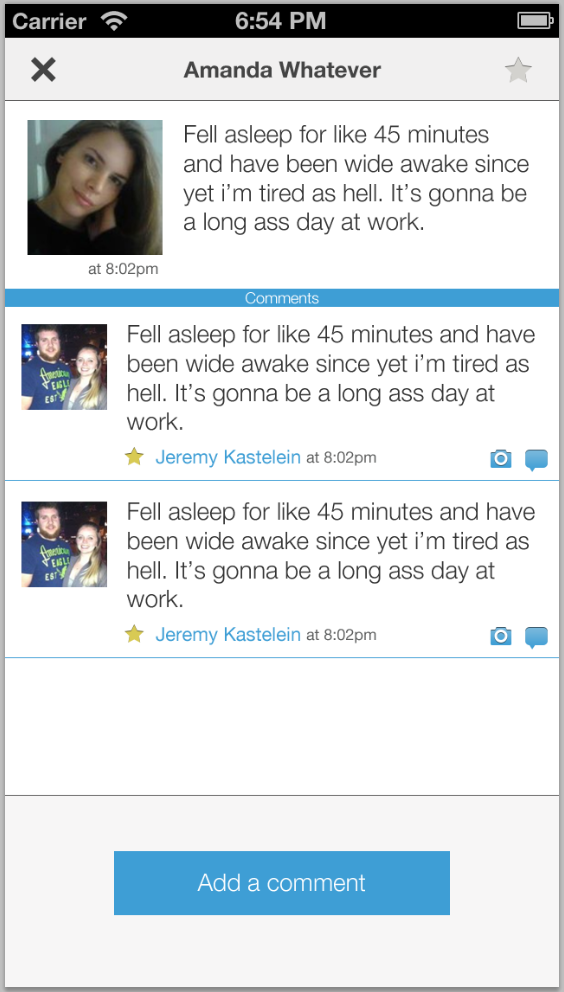 Carrier 6:54 PM
Amanda Whatever
Fell asleep for like 45 minutes
and have been wide awake since
yet i’m tired as hell. It’s gonna be
a long ass day at work.
at 8:02pm
Comments
Fell asleep for like 45 minutes and have
been wide awake since yet i’m tired as
hell. It’s gonna be a long ass day at
work.
Jeremy Kastelein at 8:02pm
Fell asleep for like 45 minutes and have
been wide awake since yet i’m tired as
hell. It’s gonna be a long ass day at
work.
Jeremy Kastelein at 8:02pm
Add a comment